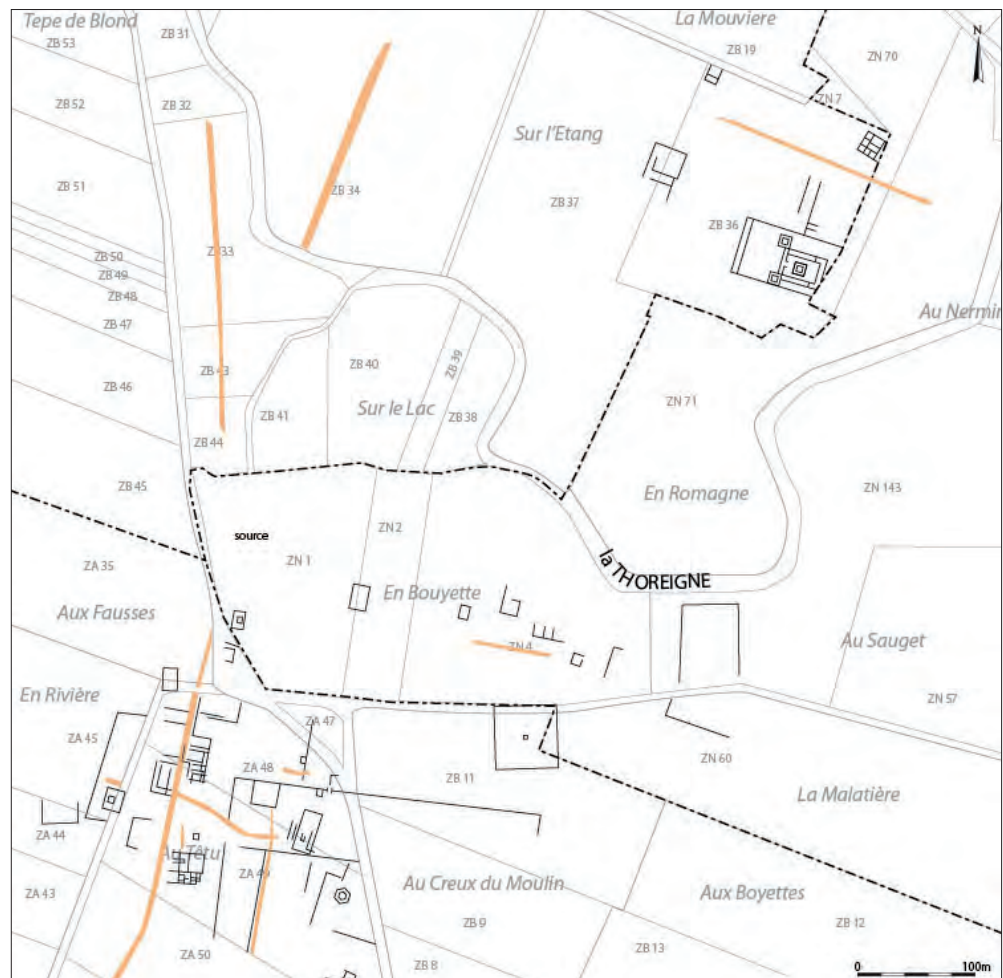 Tepe de Blond
ZB 31
La Mouviere
N
ZB 53
ZB 19
ZN 70
ZB 52
ZB 32
ZN 7
Sur l'Etang
ZB 51
ZB 34
ZB 37
ZB 36
ZB 50
ZB 33
ZB 49
ZB 48
ZB 47
Au Nermin
ZB 46
ZB 43
ZB 40
ZB 39
ZN 71
Sur le Lac
ZB 41
ZB 38
ZB 44
ZB 45
En Romagne
ZN 143
source
ZN 2
ZA 35
ZN 1
la THOREIGNE
En Bouyette
Aux Fausses
ZN 4
Au Sauget
En Rivière
ZN 57
ZA 47
ZA 45
ZN 60
ZA 48
ZB 11
La Malatière
ZA 44
Au Têtu
ZA 49
Au Creux du Moulin
Aux Boyettes
ZA 43
ZB 9
ZB 12
ZA 50
ZB 8
ZB 13
0 100m